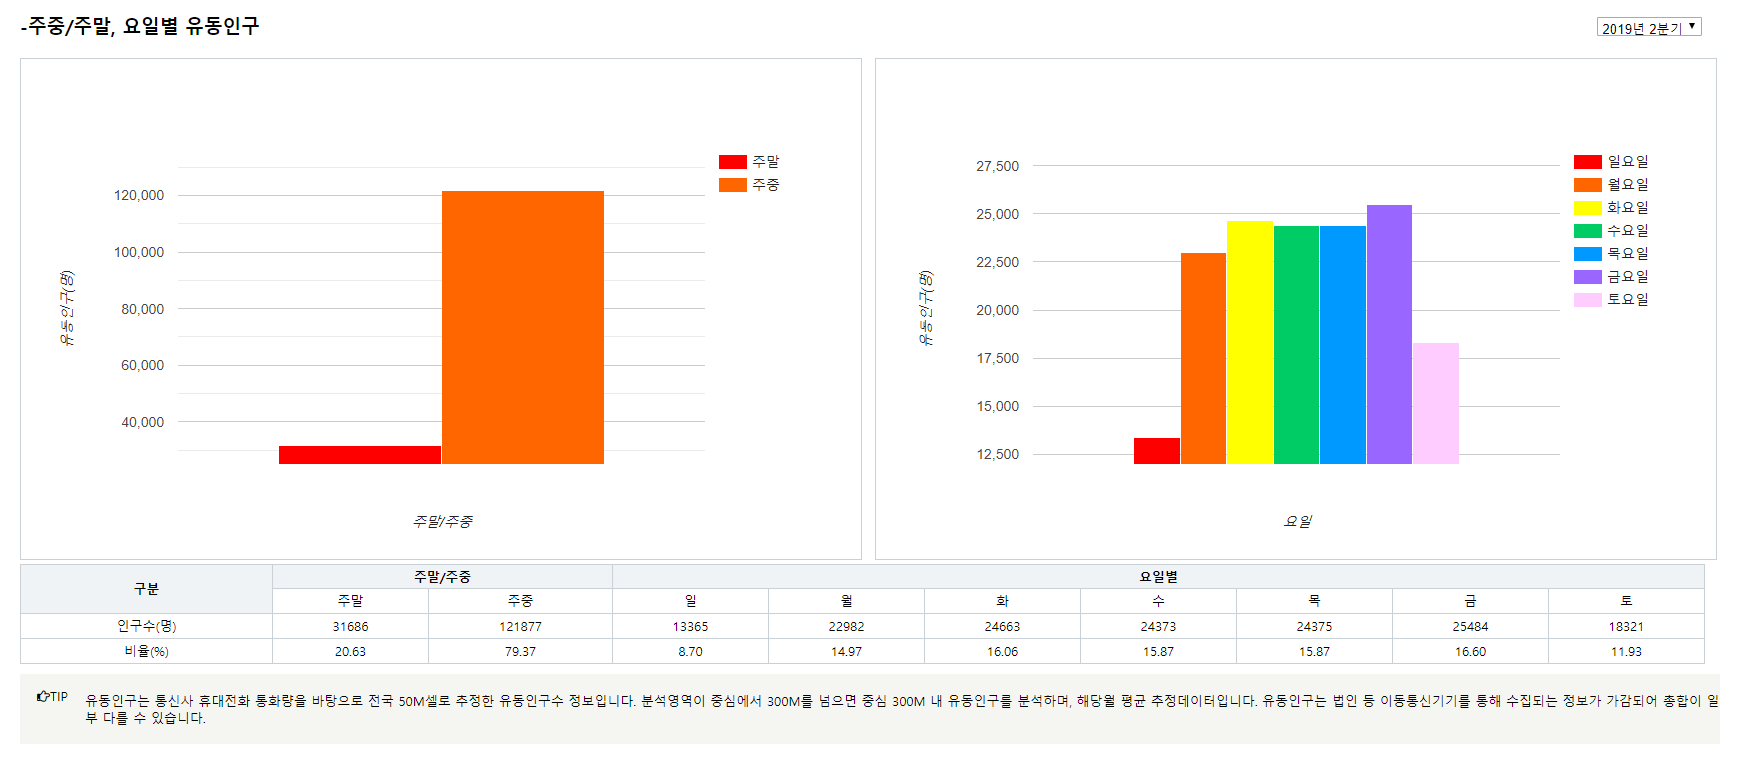 -주중/주말, 요일별 유동인구
2019년 2분기
120,000
100,000
80,000
60,000
40,000
유동인구(명)
주말/주중
주말
주중
27,500
25,000
22,500
20,000
17,500
15,000
12,500
유동인구(명)
요일
일요일
월요일
화요일
수요일
목요일
금요일
토요일
구분 주말/주중 요일별
주말 주중 일 월 화 수 목 금 토
인구수(명) 31686 121877 13365 22982 24663 24373 24375 25484 18321
비율(%) 20.63 79.37 8.70 14.97 16.06 15.87 15.87 16.60 11.93
TIP 유동인구는 통신사 휴대전화 통화량을 바탕으로 전국 50M셀로 추정한 유동인구수 정보입니다. 분석영역이 중심에서 300M를 넘으면 중심 300M 내 유동인구를 분석하며, 해당월 평균 추정데이터입니다. 유동인구는 법인 등 이동통신기기를 통해 수집되는 정보가 가감되어 총합이 일
부 다를 수 있습니다.